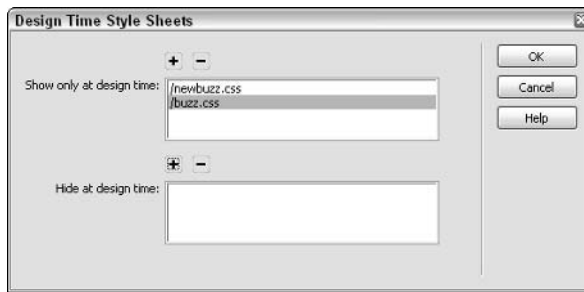 Design Time Style Sheets
+ −
Show only at design time:
/newbuzz.css
/buzz.css
+ −
Hide at design time:
OK
Cancel
Help